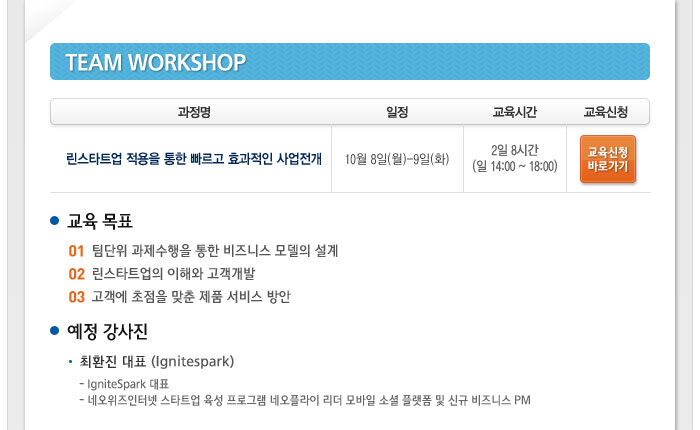 TEAM WORKSHOP
과정명 일정 교육시간 교육신청
린스타트업 적용을 통한 빠르고 효과적인 사업전개 10월 8일(월)-9일(화) 2일 8시간
(일 14:00 ~ 18:00)
교육신청
바로가기
교육 목표
01 팀단위 과제수행을 통한 비즈니스 모델의 설계
02 린스타트업의 이해와 고객개발
03 고객에 초점을 맞춘 제품 서비스 방안
예정 강사진
· 최환진 대표 (Ignitespark)
- IgniteSpark 대표
- 네오위즈인터넷 스타트업 육성 프로그램 네오플라이 리더 모바일 소셜 플랫폼 및 신규 비즈니스 PM